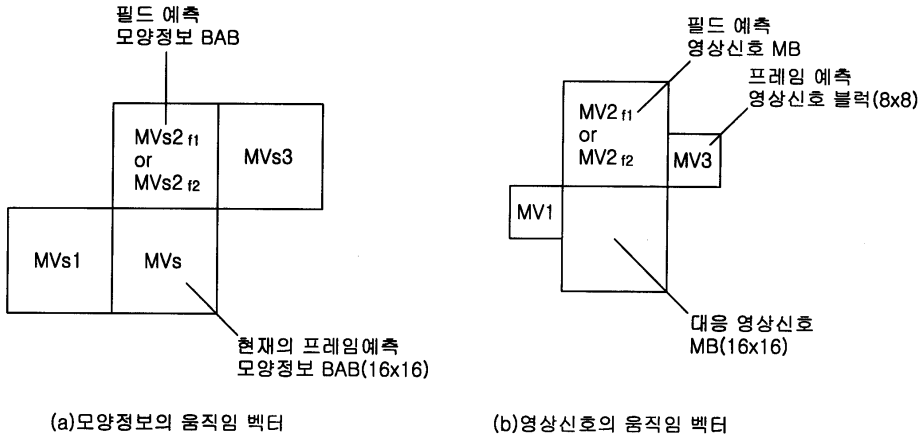 필드 예측
모양정보 BAB
MVs2 f1
or
MVs2 f2
MVs3
MVs1
MVs
현재의 프레임예측
모양정보 BAB(16x16)
(a)모양정보의 움직임 벡터
필드 예측
영상신호 MB
프레임 예측
영상신호 블럭(8x8)
MV2 f1
or
MV2 f2
MV3
MV1
대응 영상신호
MB(16x16)
(b)영상신호의 움직임 벡터